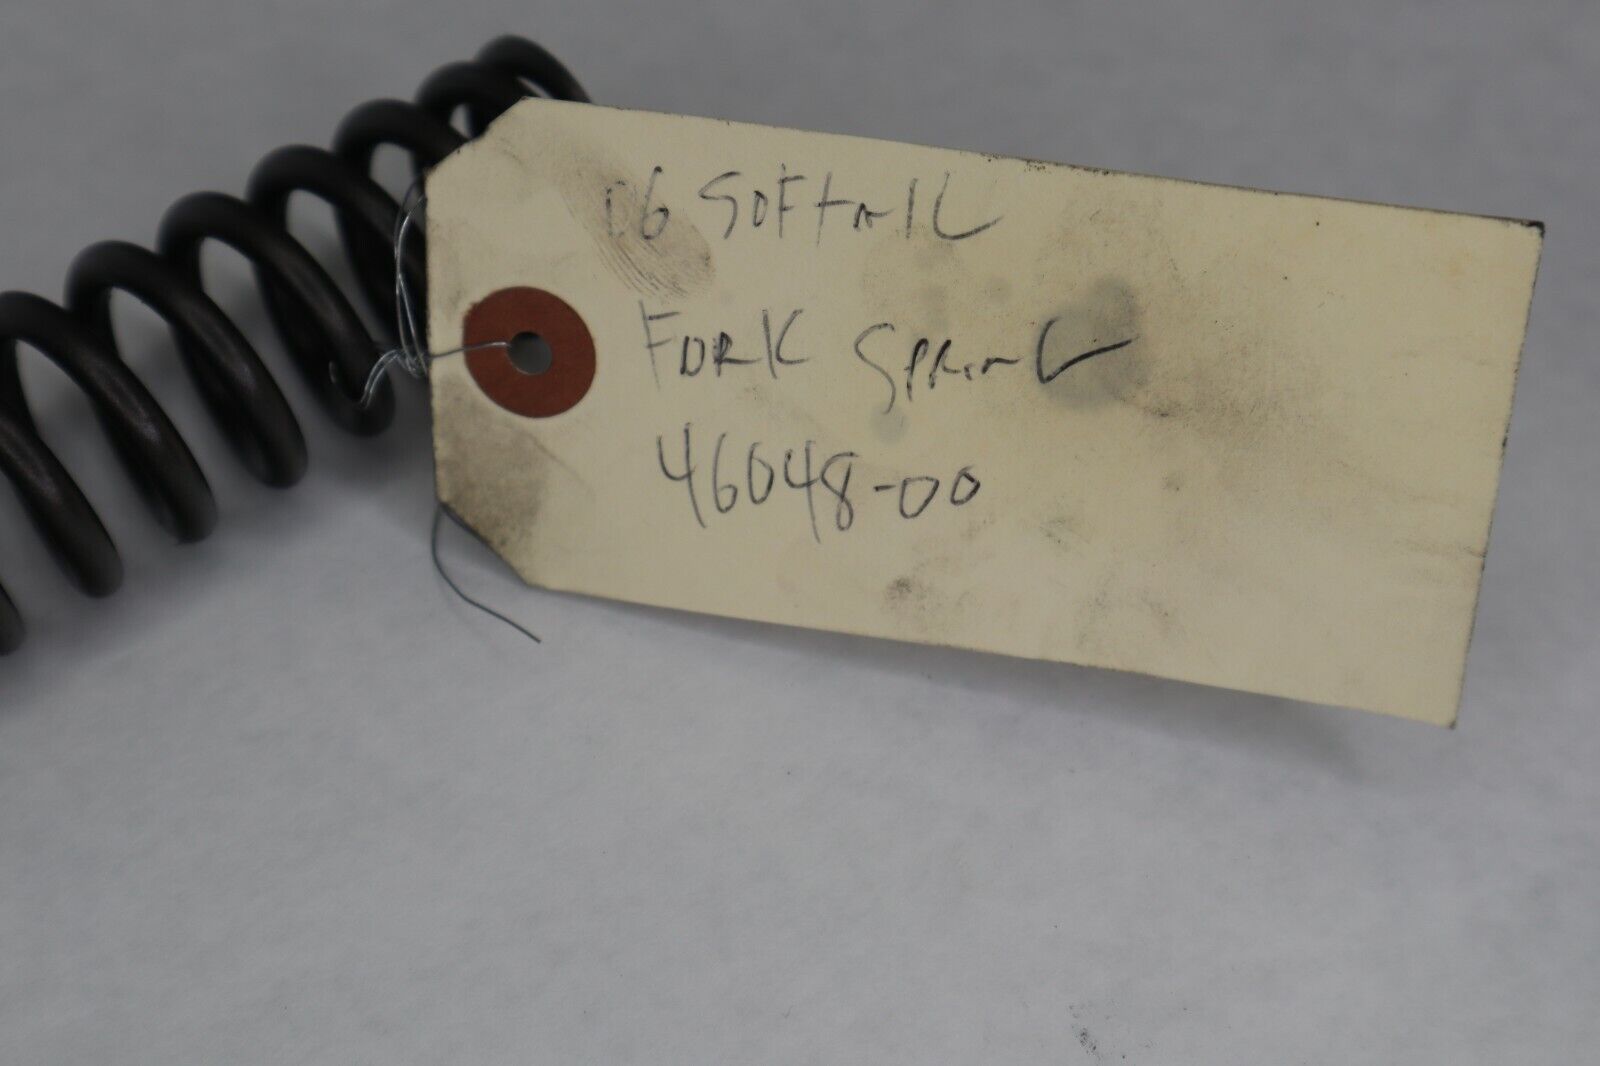 06 SOFTAIL
FORK SPRING
46048-00